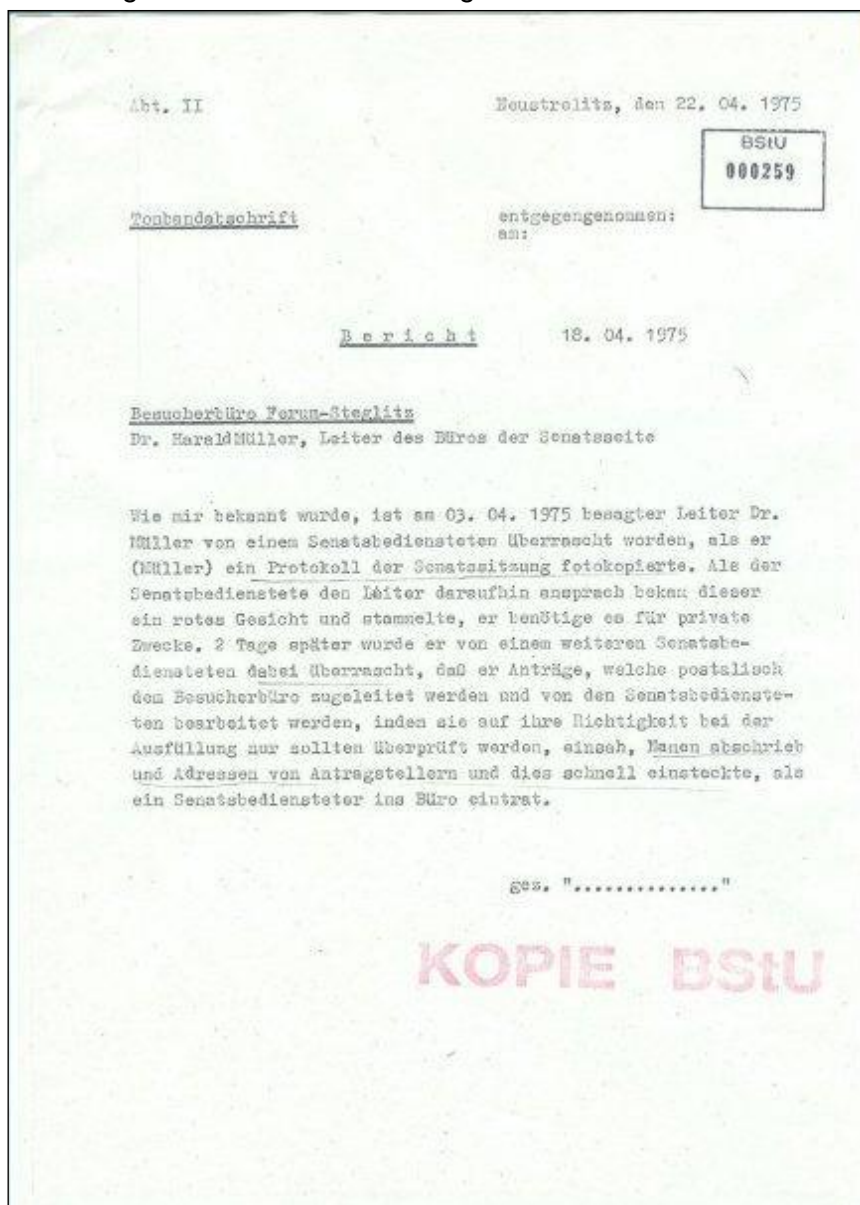 Abt. II Neustrelitz, den 22. 04. 1975
BStU
000259
Tonbandabschrift entgegengenommen:
am:
B e r i c h t 18. 04. 1975
Besucherbüro Forum-Steglitz
Dr. HaraldMüller, Leiter des Büros der Senatsseite
Wie mir bekannt wurde, ist am 03. 04. 1975 besagter Leiter Dr.
Müller von einem Senatsbediensteten überrascht worden, als er
(Müller) ein Protokoll der Senatssitzung fotokopierte. Als der
Senatsbedienstete den Leiter daraufhin ansprach bekam dieser
ein rotes Gesicht und stammelte, er benötige es für private
Zwecke. 2 Tage später wurde er von einem weiteren Senatsbe-
diensteten dabei überrascht, daß er Anträge, welche postalisch
dem Besucherbüro zugeleitet werden und von den Senatsbedienste-
ten bearbeitet werden, indem sie auf ihre Richtigkeit bei der
Ausfüllung nur sollten überprüft werden, einsah, Namen abschrieb
und Adressen von Antragstellern und dies schnell einsteckte, als
ein Senatsbediensteter ins Büro eintrat.
gez. ".............."
KOPIE BStU